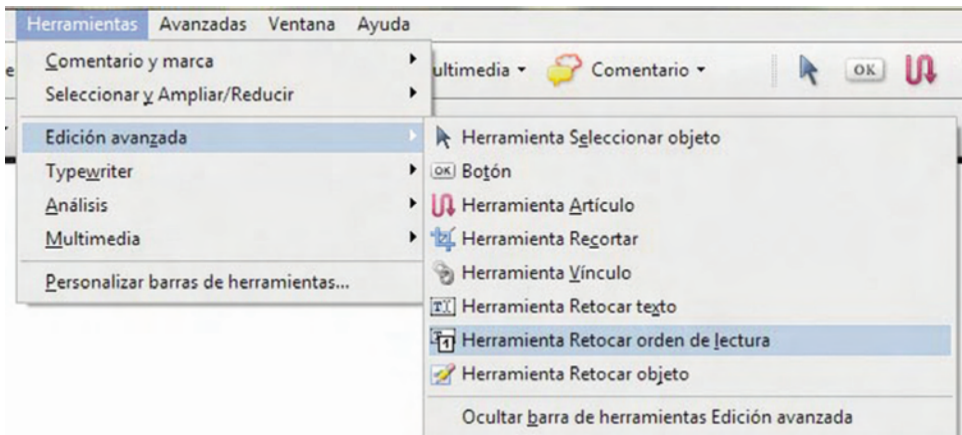 Herramientas Avanzadas Ventana Ayuda
Comentario y marca
Seleccionar y Ampliar/Reducir
Comentario
OK
Edición avanzada
Typewriter
Análisis
Multimedia
Personalizar barras de herramientas...
Herramienta Seleccionar objeto
OK Botón
Herramienta Artículo
Herramienta Recortar
Herramienta Vínculo
Herramienta Retocar texto
Herramienta Retocar orden de lectura
Herramienta Retocar objeto
Ocultar barra de herramientas Edición avanzada